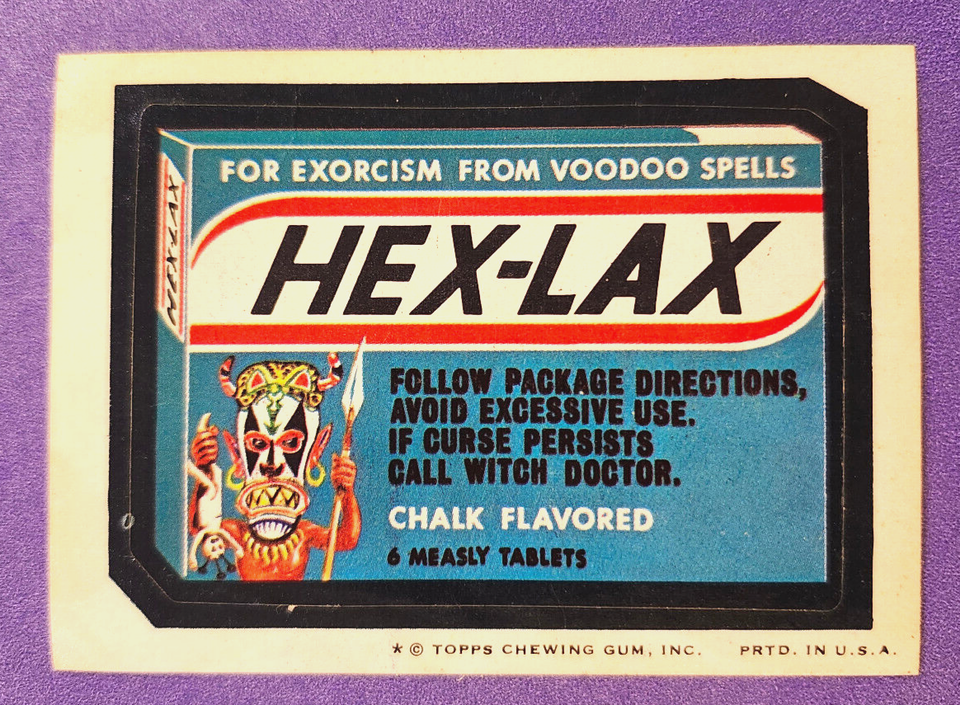 FOR EXORCISM FROM VOODOO SPELLS
HEX-LAX
HEX-LAX
FOLLOW PACKAGE DIRECTIONS,
AVOID EXCESSIVE USE.
IF CURSE PERSISTS
CALL WITCH DOCTOR.
CHALK FLAVORED
6 MEASLY TABLETS
* © TOPPS CHEWING GUM, INC. PRTD. IN U.S.A.